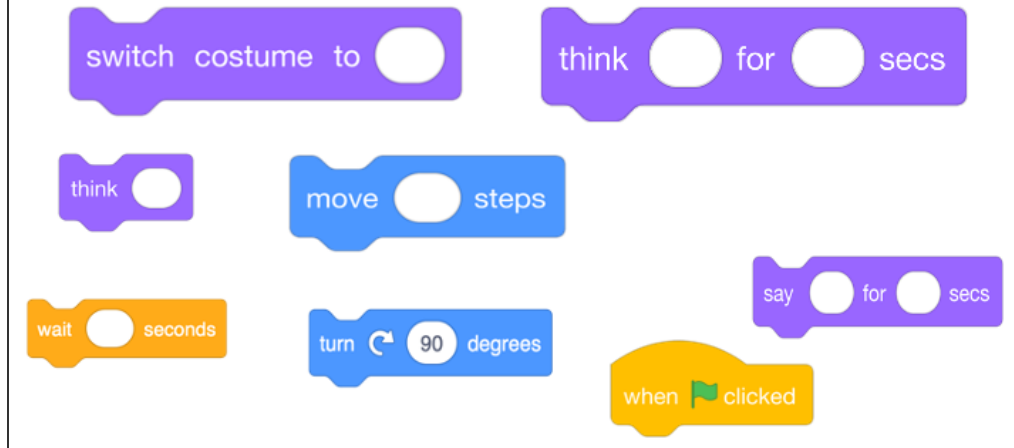 switch costume to
think for secs
think
move steps
say for secs
wait seconds
turn 90 degrees
when clicked